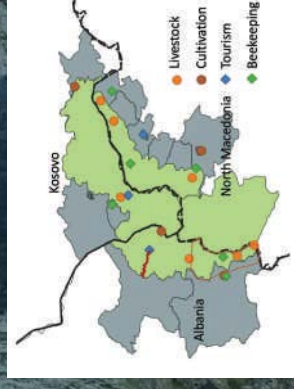 Kosovo
North Macedonia
Albania
Livestock
Cultivation
Tourism
Beekeeping